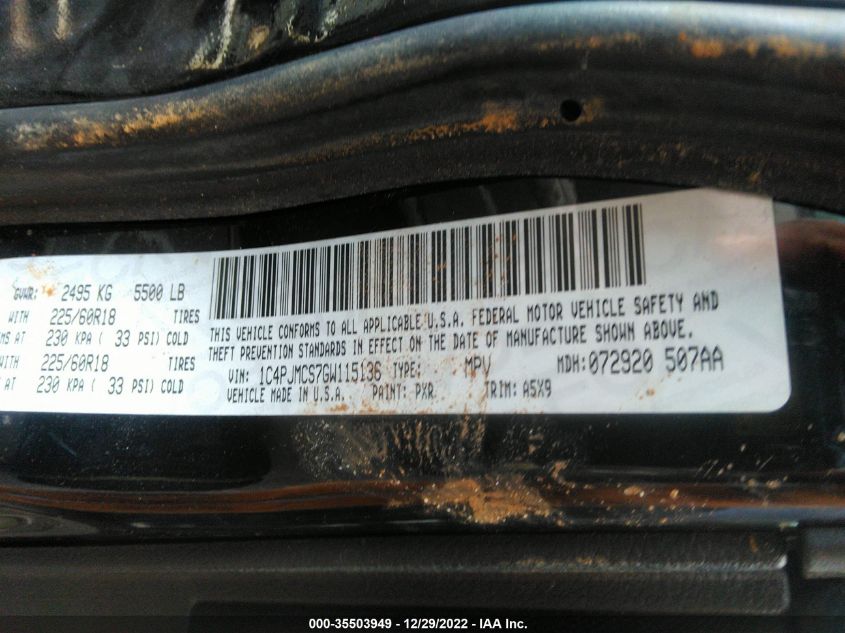 GVWR: 2495 KG 5500 LB
WITH 225/60R18 TIRES
MS AT 230 KPA ( 33 PSI) COLD
WITH 225/60R18 TIRES
S AT 230 KPA ( 33 PSI) COLD
THIS VEHICLE CONFORMS TO ALL APPLICABLE U.S.A. FEDERAL MOTOR VEHICLE SAFETY AND
THEFT PREVENTION STANDARDS IN EFFECT ON THE DATE OF MANUFACTURE SHOWN ABOVE.
VIN: 1C4PJMCS7GW115136 TYPE: MPV MDH: 072920 507AA
VEHICLE MADE IN U.S.A. PAINT: PXR TRIM: A5X9
000-35503949 - 12/29/2022 - IAA Inc.